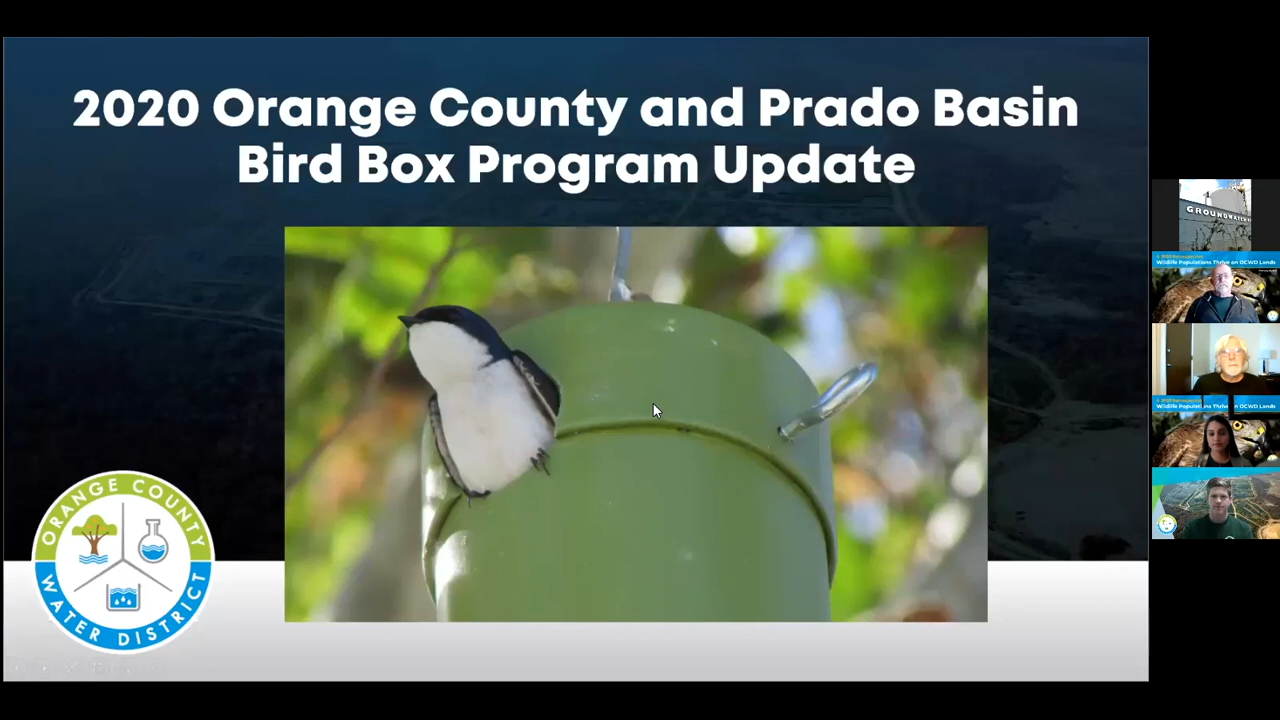 2020 Orange County and Prado Basin
Bird Box Program Update
ORANGE COUNTY
WATER DISTRICT
Wildlife Populations Thrive on OCWD Lands